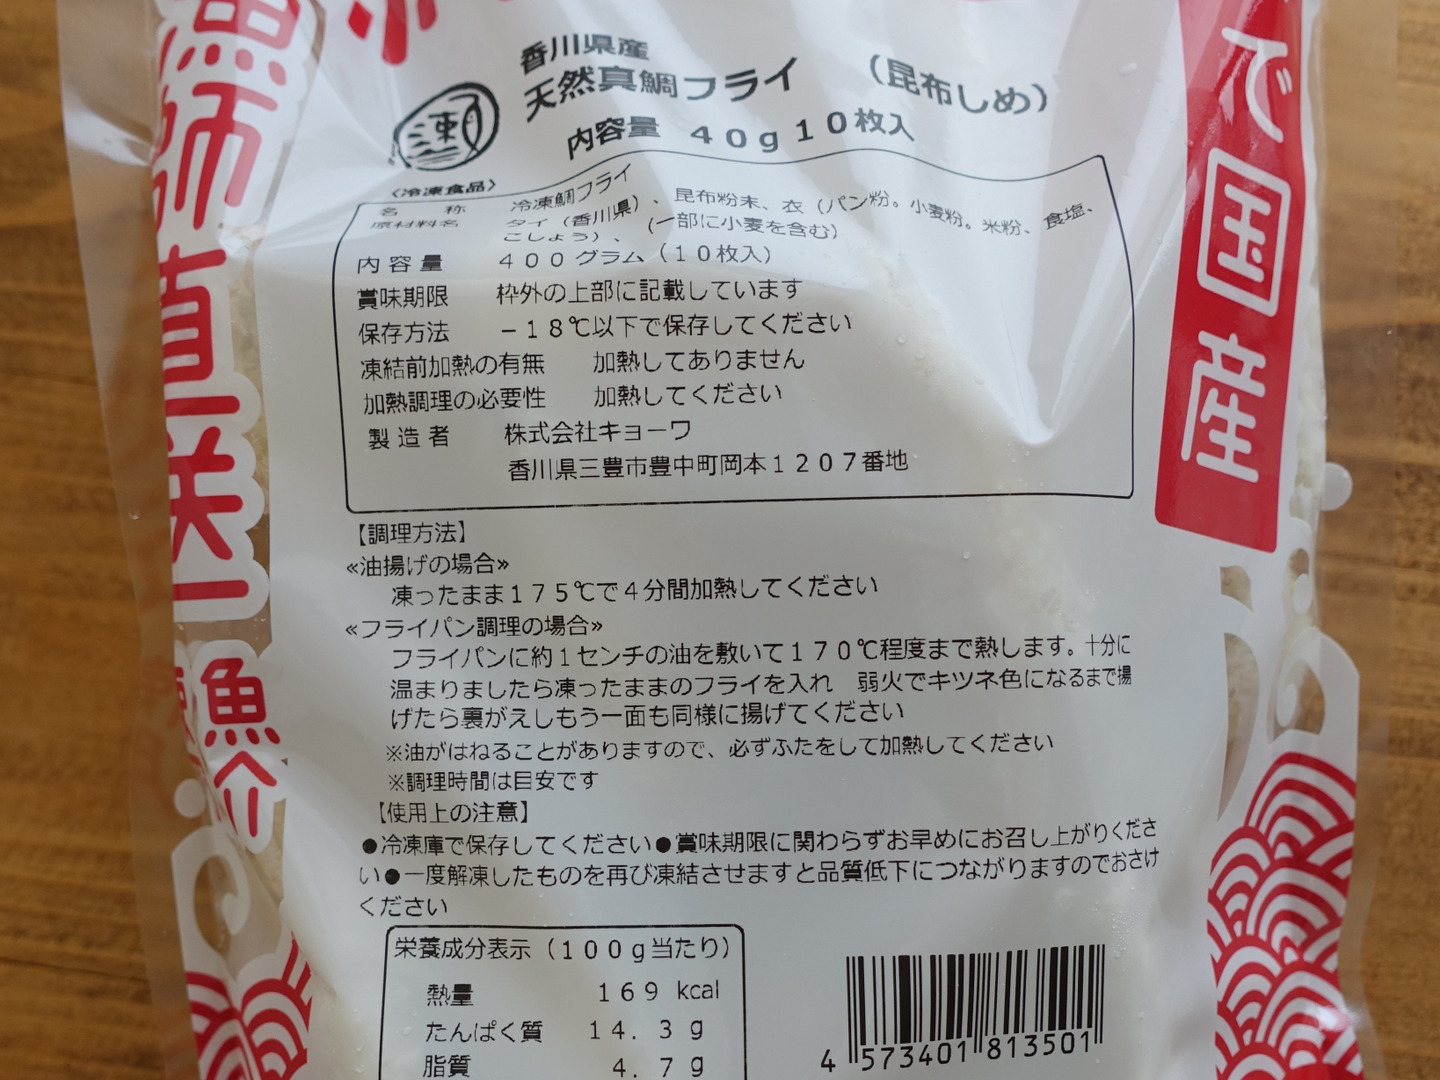 香川県産
天然真鯛フライ （昆布しめ）
内容量 40g10枚入
凍
〈冷凍食品〉
名称 冷凍鯛フライ
原材料名 タイ（香川県）、昆布粉末、衣（パン粉。小麦粉。米粉、食塩、
こしょう）、（一部に小麦を含む）
内容量 400グラム（10枚入）
賞味期限 枠外の上部に記載しています
保存方法 －18℃以下で保存してください
凍結前加熱の有無 加熱してありません
加熱調理の必要性 加熱してください
製造者 株式会社キョーワ
香川県三豊市豊中町岡本1207番地
【調理方法】
≪油揚げの場合≫
凍ったまま175℃で4分間加熱してください
≪フライパン調理の場合≫
フライパンに約1センチの油を敷いて170℃程度まで熱します。十分に
温まりましたら凍ったままのフライを入れ 弱火でキツネ色になるまで揚
げたら裏がえしもう一面も同様に揚げてください
※油がはねることがありますので、必ずふたをして加熱してください
※調理時間は目安です
【使用上の注意】
●冷凍庫で保存してください●賞味期限に関わらずお早めにお召し上がりくださ
い●一度解凍したものを再び凍結させますと品質低下につながりますのでおさけ
ください
栄養成分表示（100g当たり）
熱量 169 kcal
たんぱく質 14.3g
脂質 4.7g
4 573401 813501
漁師直送
魚介
で国産